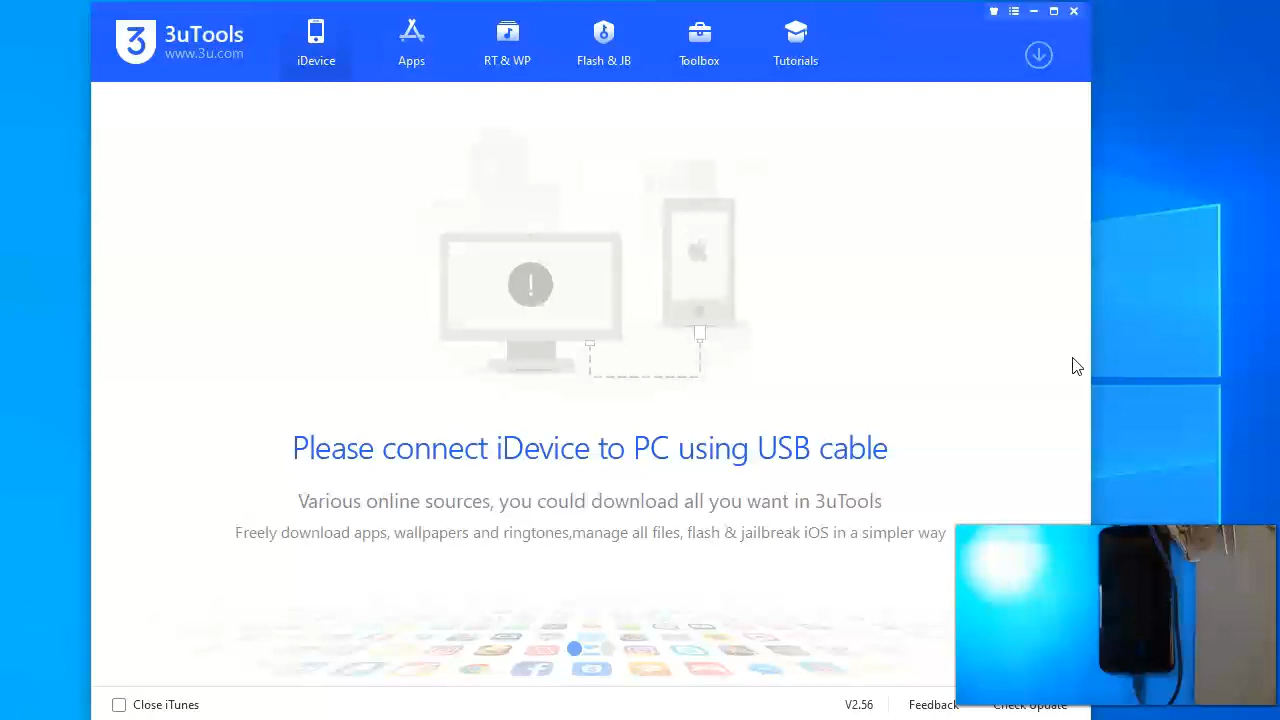 3 3uTools
www.3u.com
iDevice
Apps
RT & WP
Flash & JB
Toolbox
Tutorials
!
Please connect iDevice to PC using USB cable
Various online sources, you could download all you want in 3uTools
Freely download apps, wallpapers and ringtones,manage all files, flash & jailbreak iOS in a simpler way
Close iTunes
V2.56
Feedback
Check Update